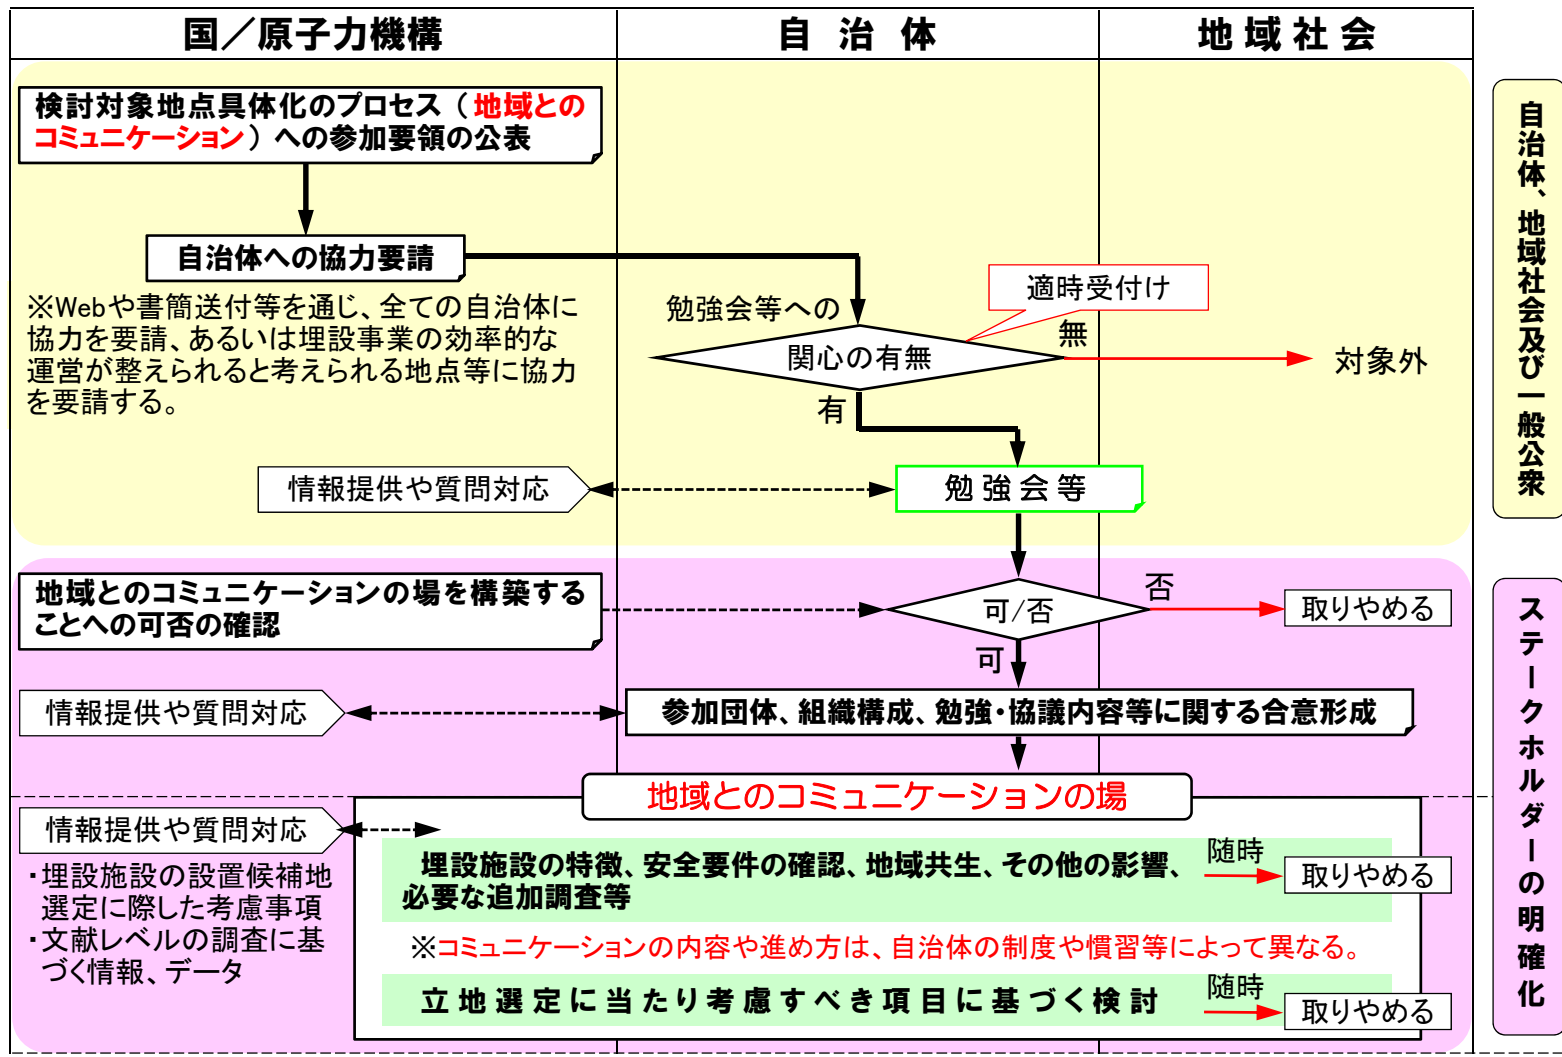 国／原子力機構
自治体
地域社会
検討対象地点具体化のプロセス（地域との
コミュニケーション）への参加要領の公表
自治体への協力要請
※Webや書簡送付等を通じ、全ての自治体に
協力を要請、あるいは埋設事業の効率的な
運営が整えられると考えられる地点等に協力
を要請する。
勉強会等への
関心の有無
適時受付け
無
対象外
有
情報提供や質問対応
勉強会等
自治体、地域社会及び一般公衆
地域とのコミュニケーションの場を構築する
ことへの可否の確認
可/否
否
取りやめる
可
情報提供や質問対応
参加団体、組織構成、勉強・協議内容等に関する合意形成
地域とのコミュニケーションの場
情報提供や質問対応
・埋設施設の設置候補地
選定に際した考慮事項
・文献レベルの調査に基
づく情報、データ
埋設施設の特徴、安全要件の確認、地域共生、その他の影響、
必要な追加調査等
随時
取りやめる
※コミュニケーションの内容や進め方は、自治体の制度や慣習等によって異なる。
立地選定に当たり考慮すべき項目に基づく検討
随時
取りやめる
ステークホルダーの明確化